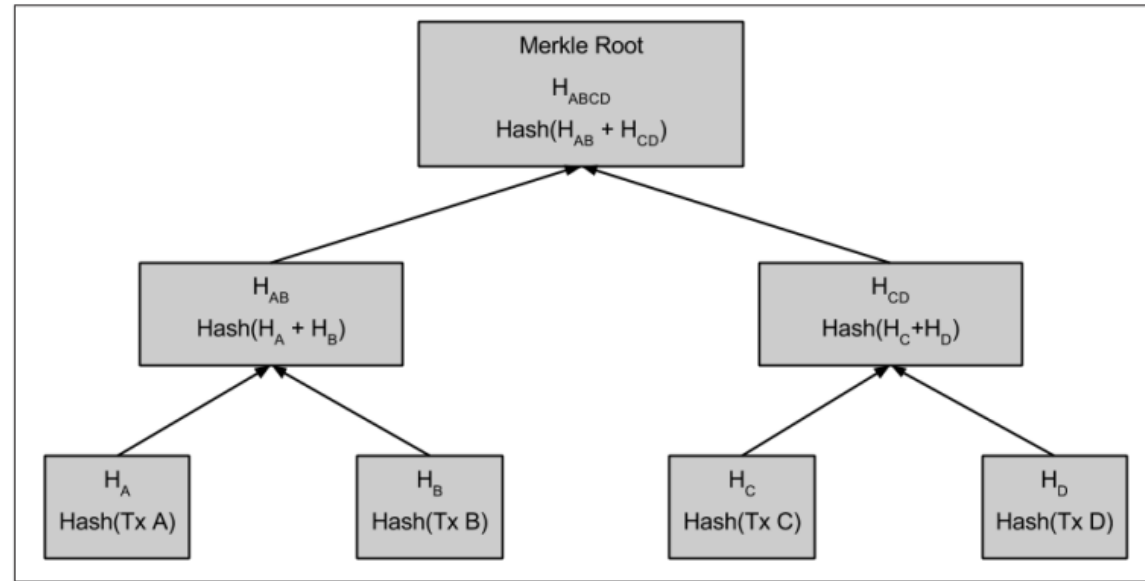 Merkle Root
H_ABCD
Hash(H_AB + H_CD)
H_AB
Hash(H_A + H_B)
H_CD
Hash(H_C+H_D)
H_A
Hash(Tx A)
H_B
Hash(Tx B)
H_C
Hash(Tx C)
H_D
Hash(Tx D)